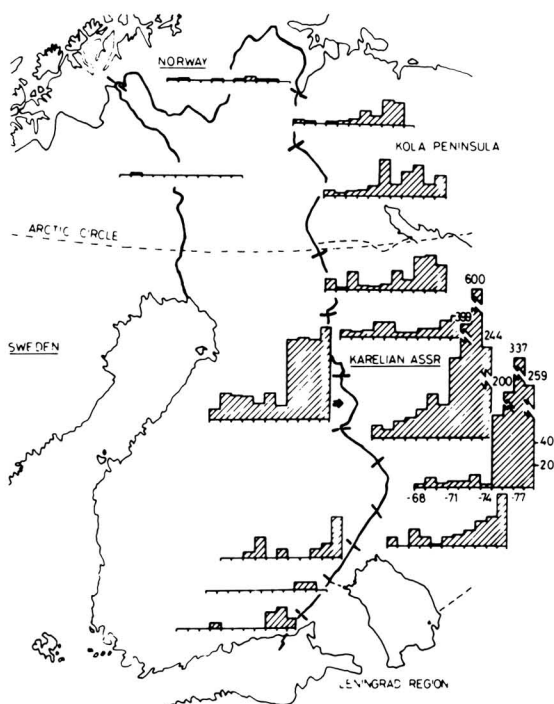 NORWAY
KOLA PENINSULA
ARCTIC CIRCLE
600
SWEDEN
244
KARELIAN ASSR
337
200
259
40
20
-68 -71 -74 -77
LENINGRAD REGION